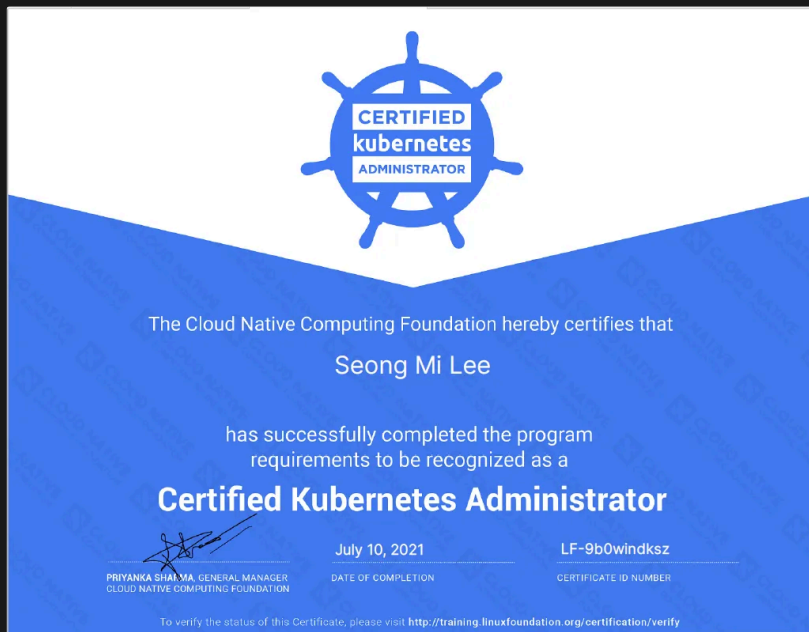 CERTIFIED
kubernetes
ADMINISTRATOR
The Cloud Native Computing Foundation hereby certifies that
Seong Mi Lee
has successfully completed the program
requirements to be recognized as a
Certified Kubernetes Administrator
PRIYANKA SHARMA, GENERAL MANAGER
CLOUD NATIVE COMPUTING FOUNDATION
July 10, 2021
DATE OF COMPLETION
LF-9b0windksz
CERTIFICATE ID NUMBER
To verify the status of this Certificate, please visit http://training.linuxfoundation.org/certification/verify